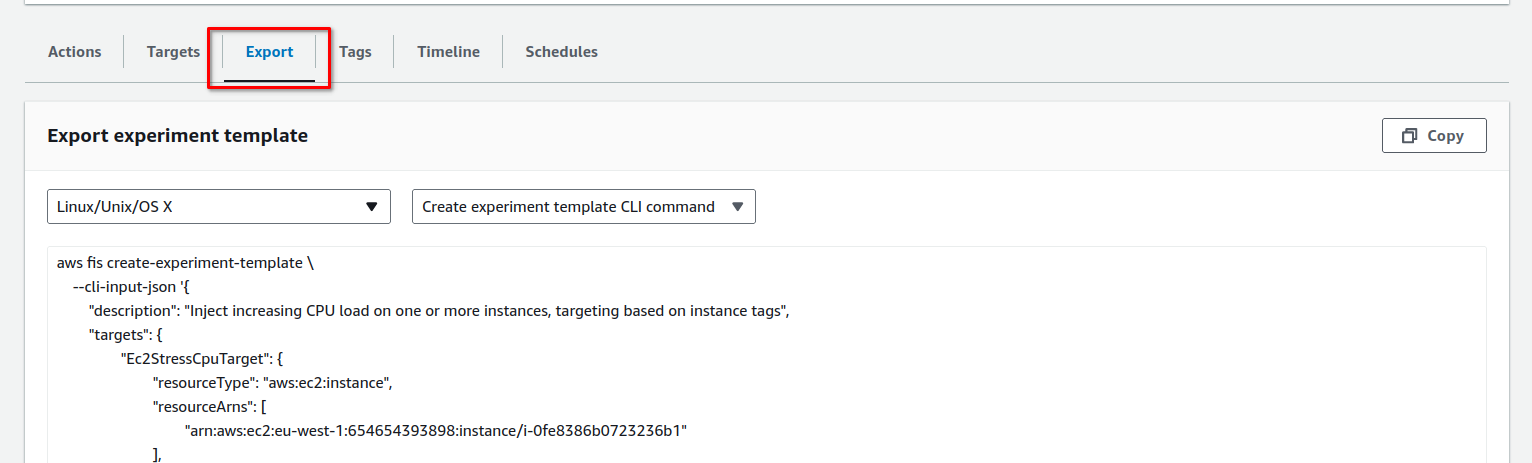 Actions Targets Export Tags Timeline Schedules
Export experiment template Copy
Linux/Unix/OS X Create experiment template CLI command
aws fis create-experiment-template \
--cli-input-json '{
"description": "Inject increasing CPU load on one or more instances, targeting based on instance tags",
"targets": {
"Ec2StressCpuTarget": {
"resourceType": "aws:ec2:instance",
"resourceArns": [
"arn:aws:ec2:eu-west-1:654654393898:instance/i-0fe8386b0723236b1"
],